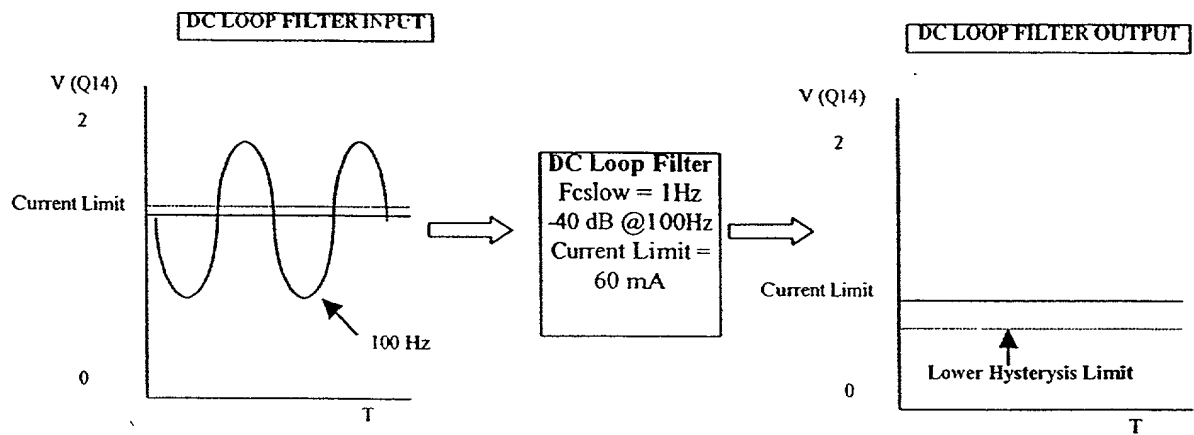 DC LOOP FILTER INPUT
V (Q14)
2
Current Limit
0
100 Hz
T
DC Loop Filter
Fcslow = 1Hz
-40 dB @100Hz
Current Limit =
60 mA
DC LOOP FILTER OUTPUT
V (Q14)
2
Current Limit
Lower Hysterysis Limit
0
T